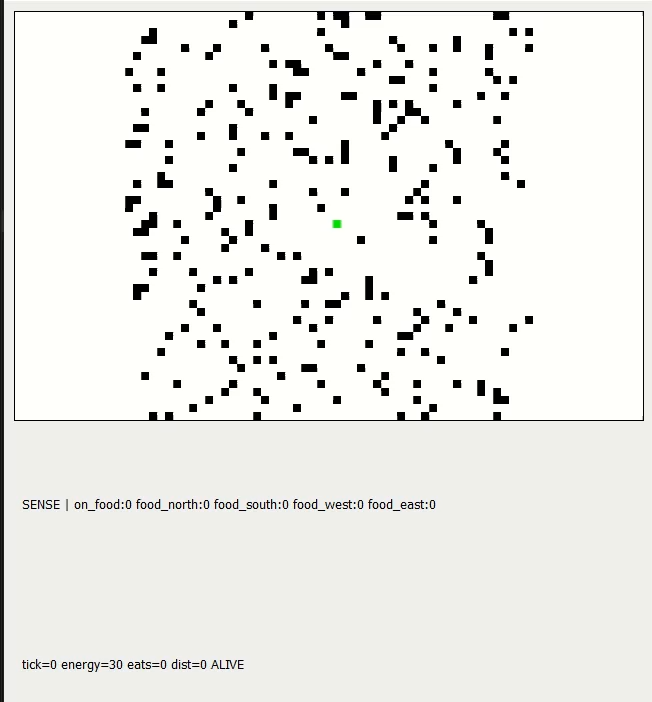 SENSE | on_food:0 food_north:0 food_south:0 food_west:0 food_east:0
tick=0 energy=30 eats=0 dist=0 ALIVE